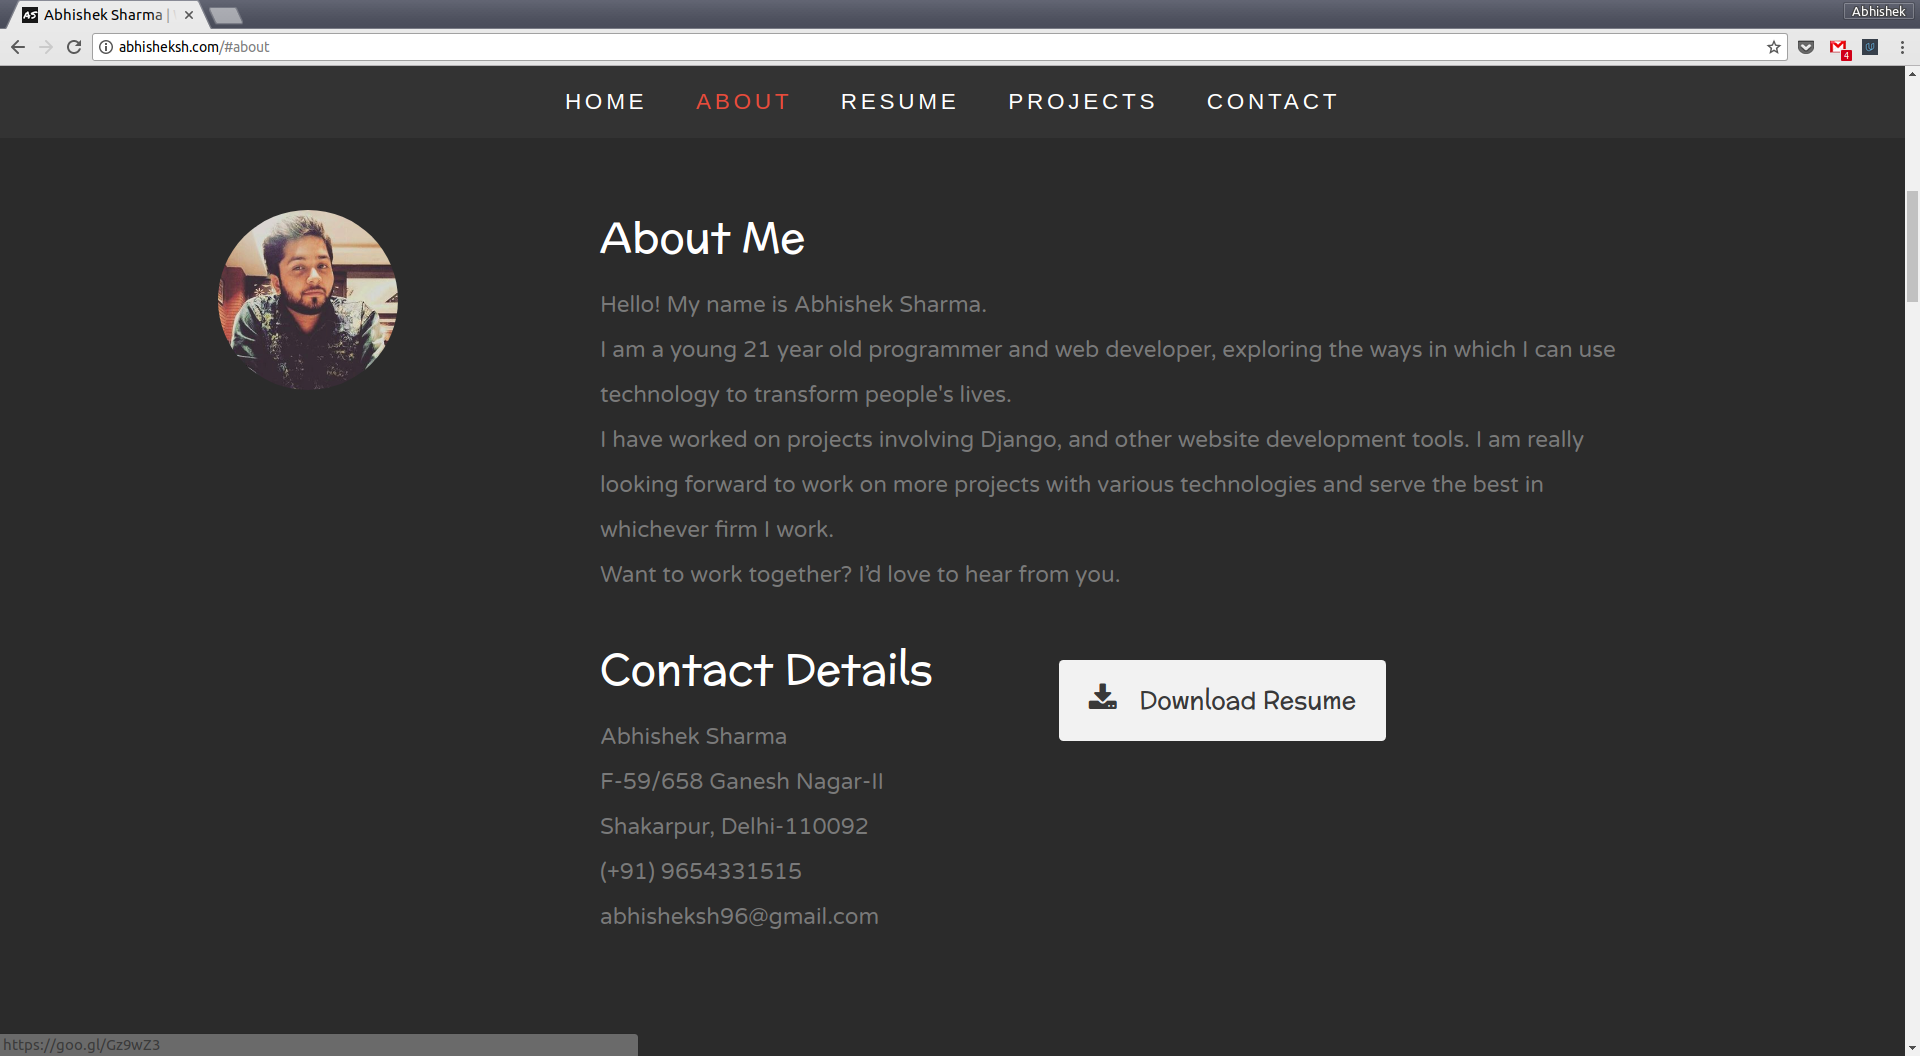 AS Abhishek Sharma |
Abhishek
abhisheksh.com/#about
4
HOME ABOUT RESUME PROJECTS CONTACT
About Me
Hello! My name is Abhishek Sharma.
I am a young 21 year old programmer and web developer, exploring the ways in which I can use
technology to transform people's lives.
I have worked on projects involving Django, and other website development tools. I am really
looking forward to work on more projects with various technologies and serve the best in
whichever firm I work.
Want to work together? I’d love to hear from you.
Contact Details
Download Resume
Abhishek Sharma
F-59/658 Ganesh Nagar-II
Shakarpur, Delhi-110092
(+91) 9654331515
abhisheksh96@gmail.com
https://goo.gl/Gz9wZ3